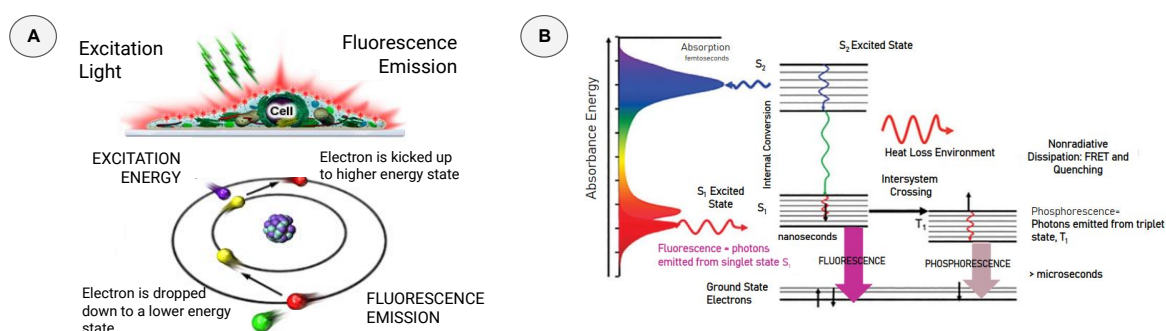 A
Excitation
Light
Fluorescence
Emission
Cell
EXCITATION
ENERGY
Electron is kicked up
to higher energy state
Electron is dropped
down to a lower energy
state
FLUORESCENCE
EMISSION
B
Absorbance Energy
Absorption
femtoseconds
S2 Excited State
S2
Internal Conversion
Heat Loss Environment
Nonradiative
Dissipation: FRET and
Quenching
S1 Excited
State
S1
Intersystem
Crossing
T1
Phosphorescence=
Photons emitted from triplet
state, T1
nanoseconds
Fluorescence = photons
emitted from singlet state S1
FLUORESCENCE
PHOSPHORESCENCE
> microseconds
Ground State
Electrons